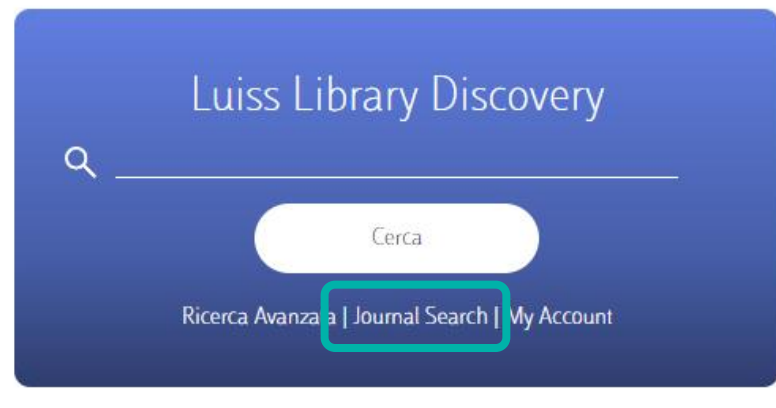 Luiss Library Discovery
Cerca
Ricerca Avanzata | Journal Search | My Account